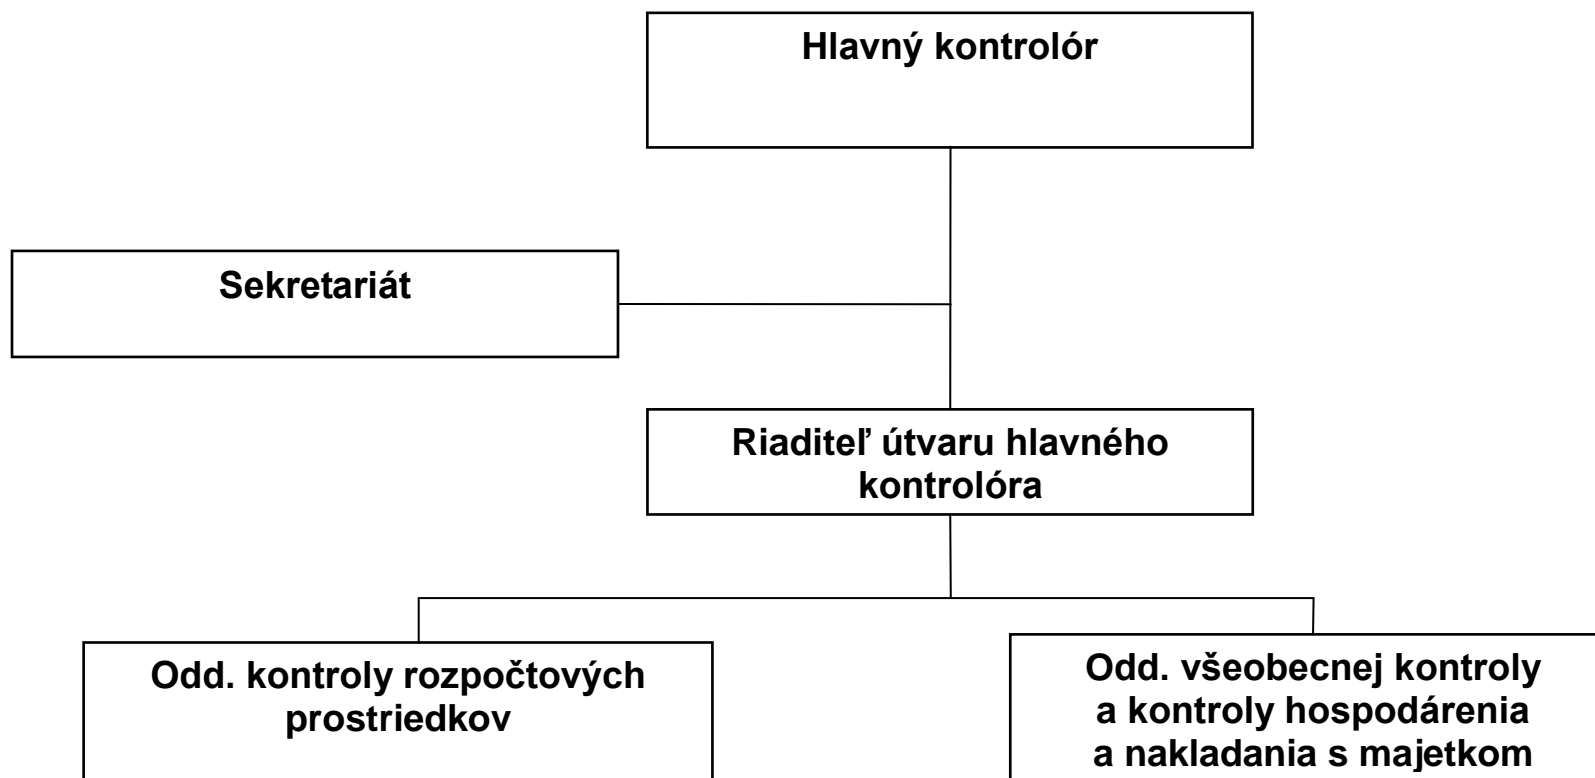 Hlavný kontrolór
Sekretariát
Riaditeľ útvaru hlavného
kontrolóra
Odd. kontroly rozpočtových
prostriedkov
Odd. všeobecnej kontroly
a kontroly hospodárenia
a nakladania s majetkom